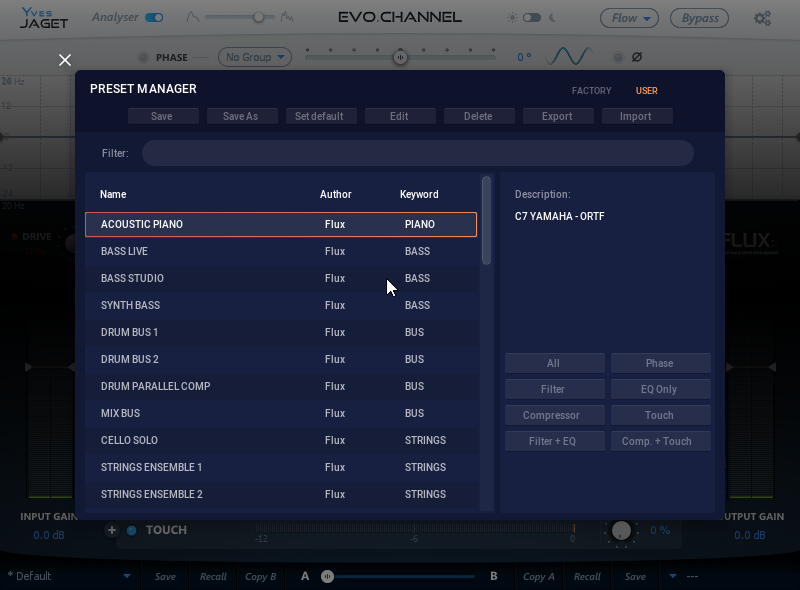 YVES JAGET
Analyser
EVO.CHANNEL
Flow
Bypass
PHASE
No Group
0 °
Ø
PRESET MANAGER
FACTORY
USER
Save
Save As
Set default
Edit
Delete
Export
Import
Filter:
Name Author Keyword
ACOUSTIC PIANO Flux PIANO
BASS LIVE Flux BASS
BASS STUDIO Flux BASS
SYNTH BASS Flux BASS
DRUM BUS 1 Flux BUS
DRUM BUS 2 Flux BUS
DRUM PARALLEL COMP Flux BUS
MIX BUS Flux BUS
CELLO SOLO Flux STRINGS
STRINGS ENSEMBLE 1 Flux STRINGS
STRINGS ENSEMBLE 2 Flux STRINGS
Description:
C7 YAMAHA - ORTF
All Phase
Filter EQ Only
Compressor Touch
Filter + EQ Comp. + Touch
20 Hz
DRIVE
FLUX::
INPUT GAIN
0.0 dB
TOUCH
-12 -6 0
0 %
UTPUT GAIN
0.0 dB
* Default
Save Recall Copy B A B Copy A Recall Save ---